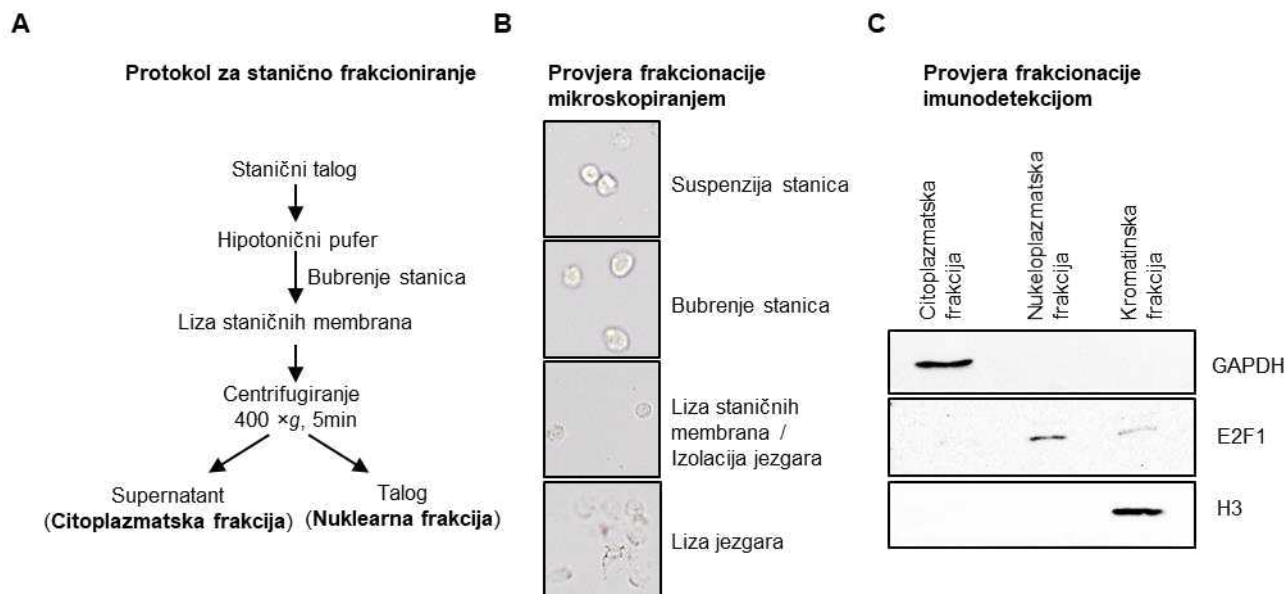 A
Protokol za stanično frakcioniranje
Stanični talog
Hipotonični pufer
Bubrenje stanica
Liza staničnih membrana
Centrifugiranje
400 ×g, 5min
Supernatant
(Citoplazmatska frakcija)
Talog
(Nuklearna frakcija)
B
Provjera frakcionacije
mikroskopiranjem
Suspenzija stanica
Bubrenje stanica
Liza staničnih
membrana /
Izolacija jezgara
Liza jezgara
C
Provjera frakcionacije
imunodetekcijom
Citoplazmatska
frakcija
Nukeloplazmatska
frakcija
Kromatinska
frakcija
GAPDH
E2F1
H3